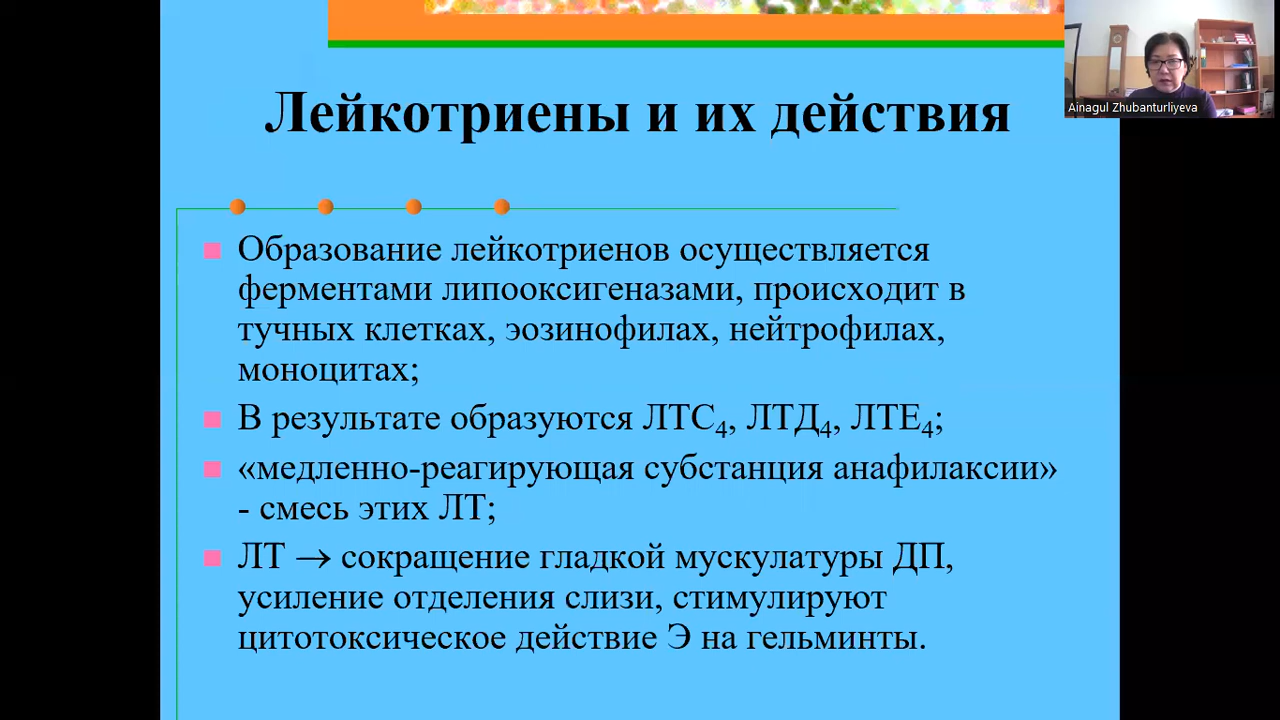 Ainagul Zhubanturliyeva
Лейкотриены и их действия
Образование лейкотриенов осуществляется
ферментами липооксигеназами, происходит в
тучных клетках, эозинофилах, нейтрофилах,
моноцитах;
В результате образуются ЛТС₄, ЛТД₄, ЛТЕ₄;
«медленно-реагирующая субстанция анафилаксии»
- смесь этих ЛТ;
ЛТ → сокращение гладкой мускулатуры ДП,
усиление отделения слизи, стимулируют
цитотоксическое действие Э на гельминты.